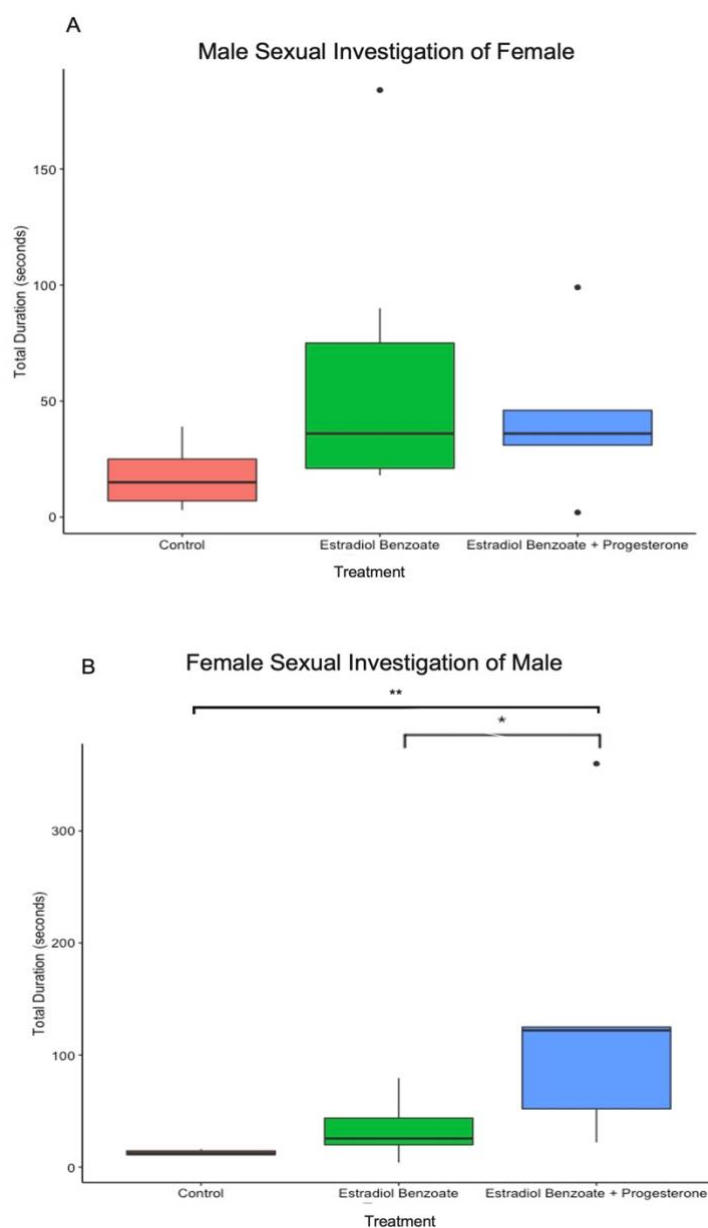 A
Male Sexual Investigation of Female
Total Duration (seconds)
150
100
50
0
Control
Estradiol Benzoate
Estradiol Benzoate + Progesterone
Treatment
B
Female Sexual Investigation of Male
**
*
Total Duration (seconds)
300
200
100
0
Control
Estradiol Benzoate
Estradiol Benzoate + Progesterone
Treatment